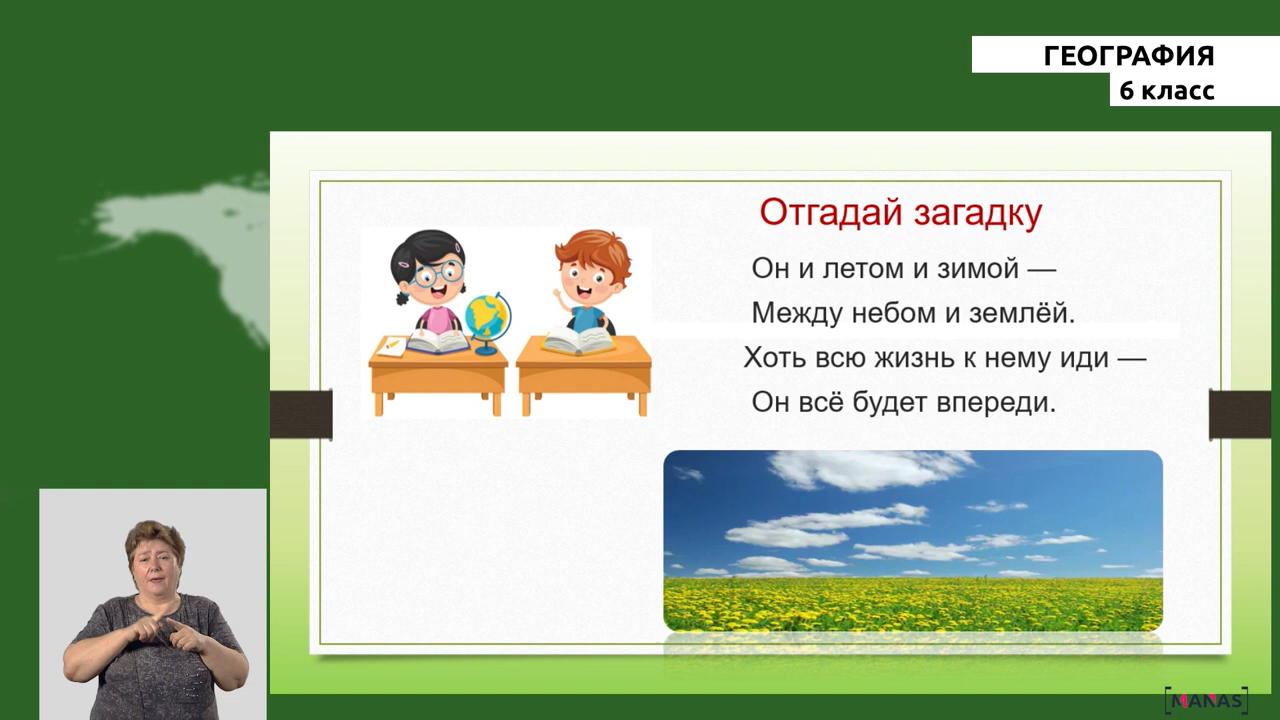 ГЕОГРАФИЯ
6 класс
Отгадай загадку
Он и летом и зимой —
Между небом и землёй.
Хоть всю жизнь к нему иди —
Он всё будет впереди.
[MANAS]